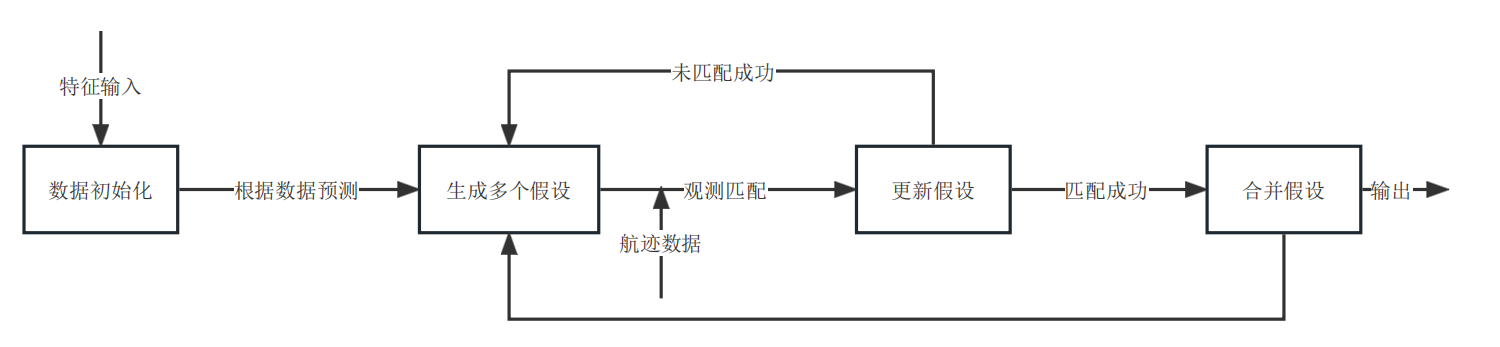 特征输入
未匹配成功
数据初始化
根据数据预测
生成多个假设
观测匹配
更新假设
匹配成功
合并假设
输出
航迹数据